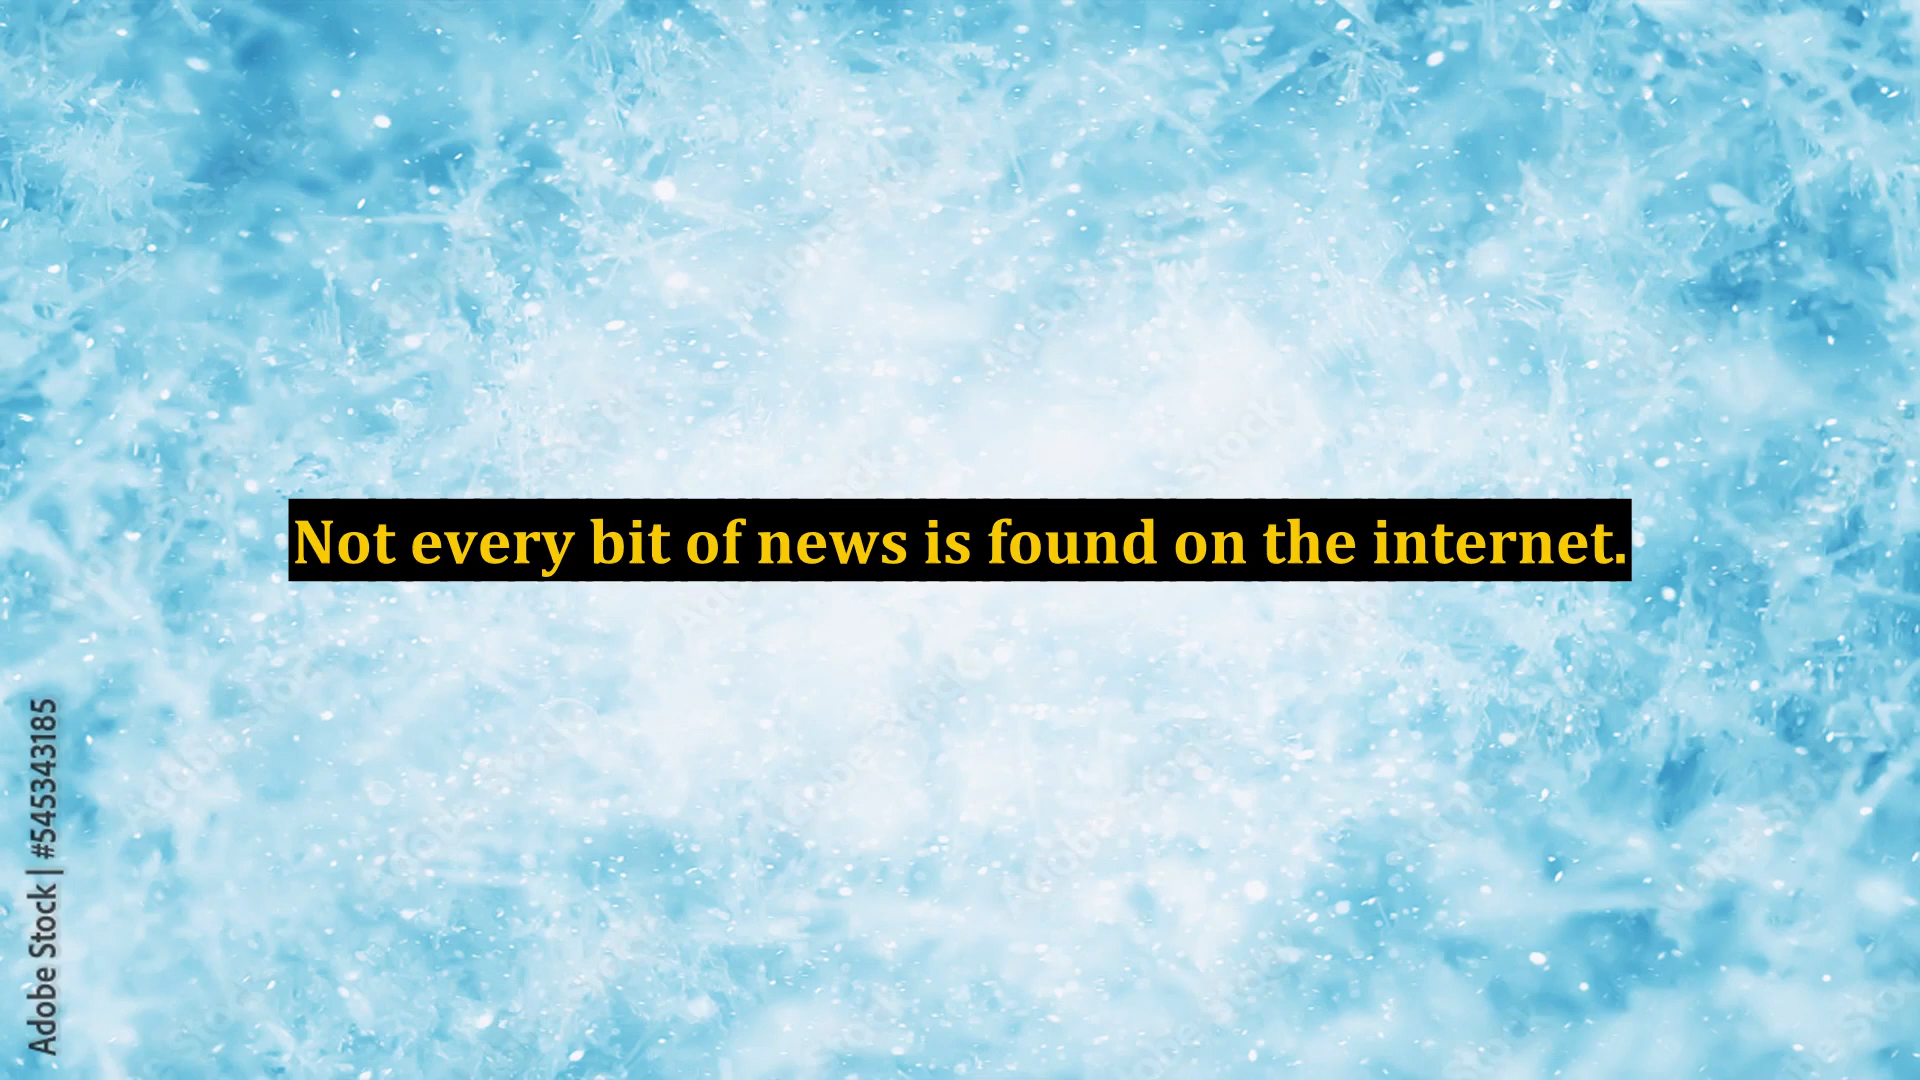 Not every bit of news is found on the internet.
Adobe Stock | #545343185